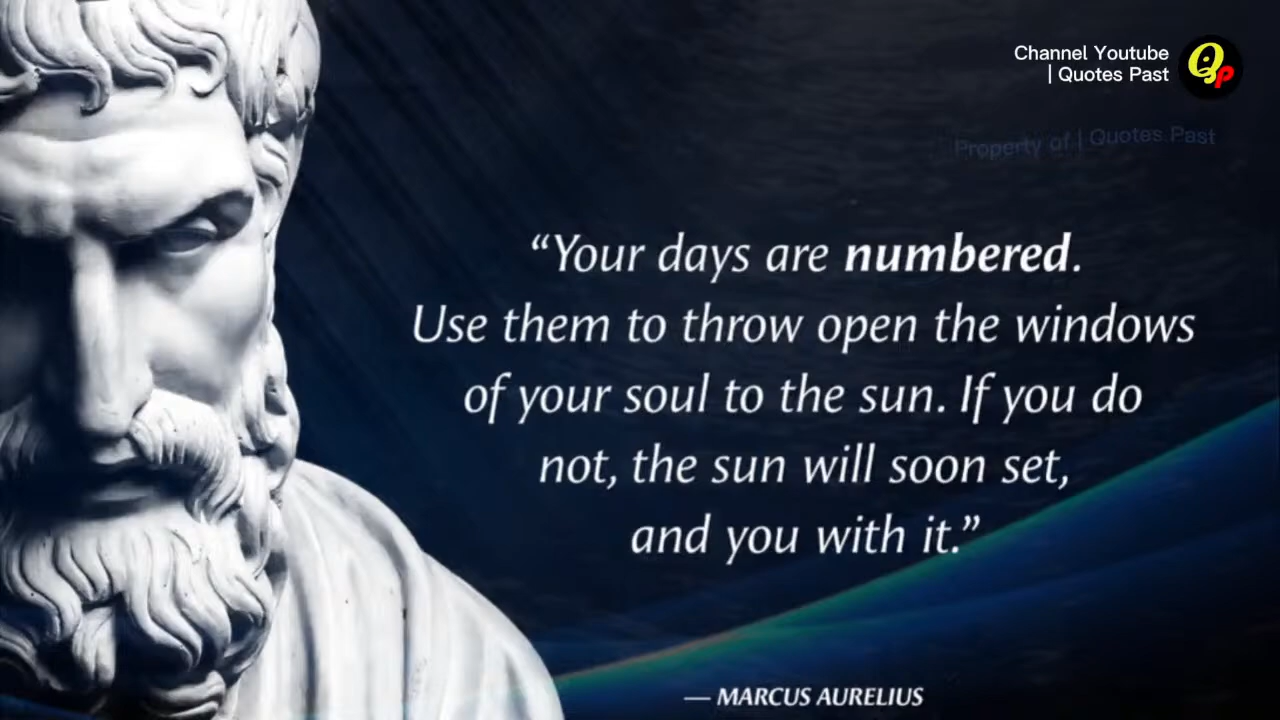 Channel Youtube
| Quotes Past
Property of | Quotes Past
“Your days are numbered.
Use them to throw open the windows
of your soul to the sun. If you do
not, the sun will soon set,
and you with it.”
— MARCUS AURELIUS